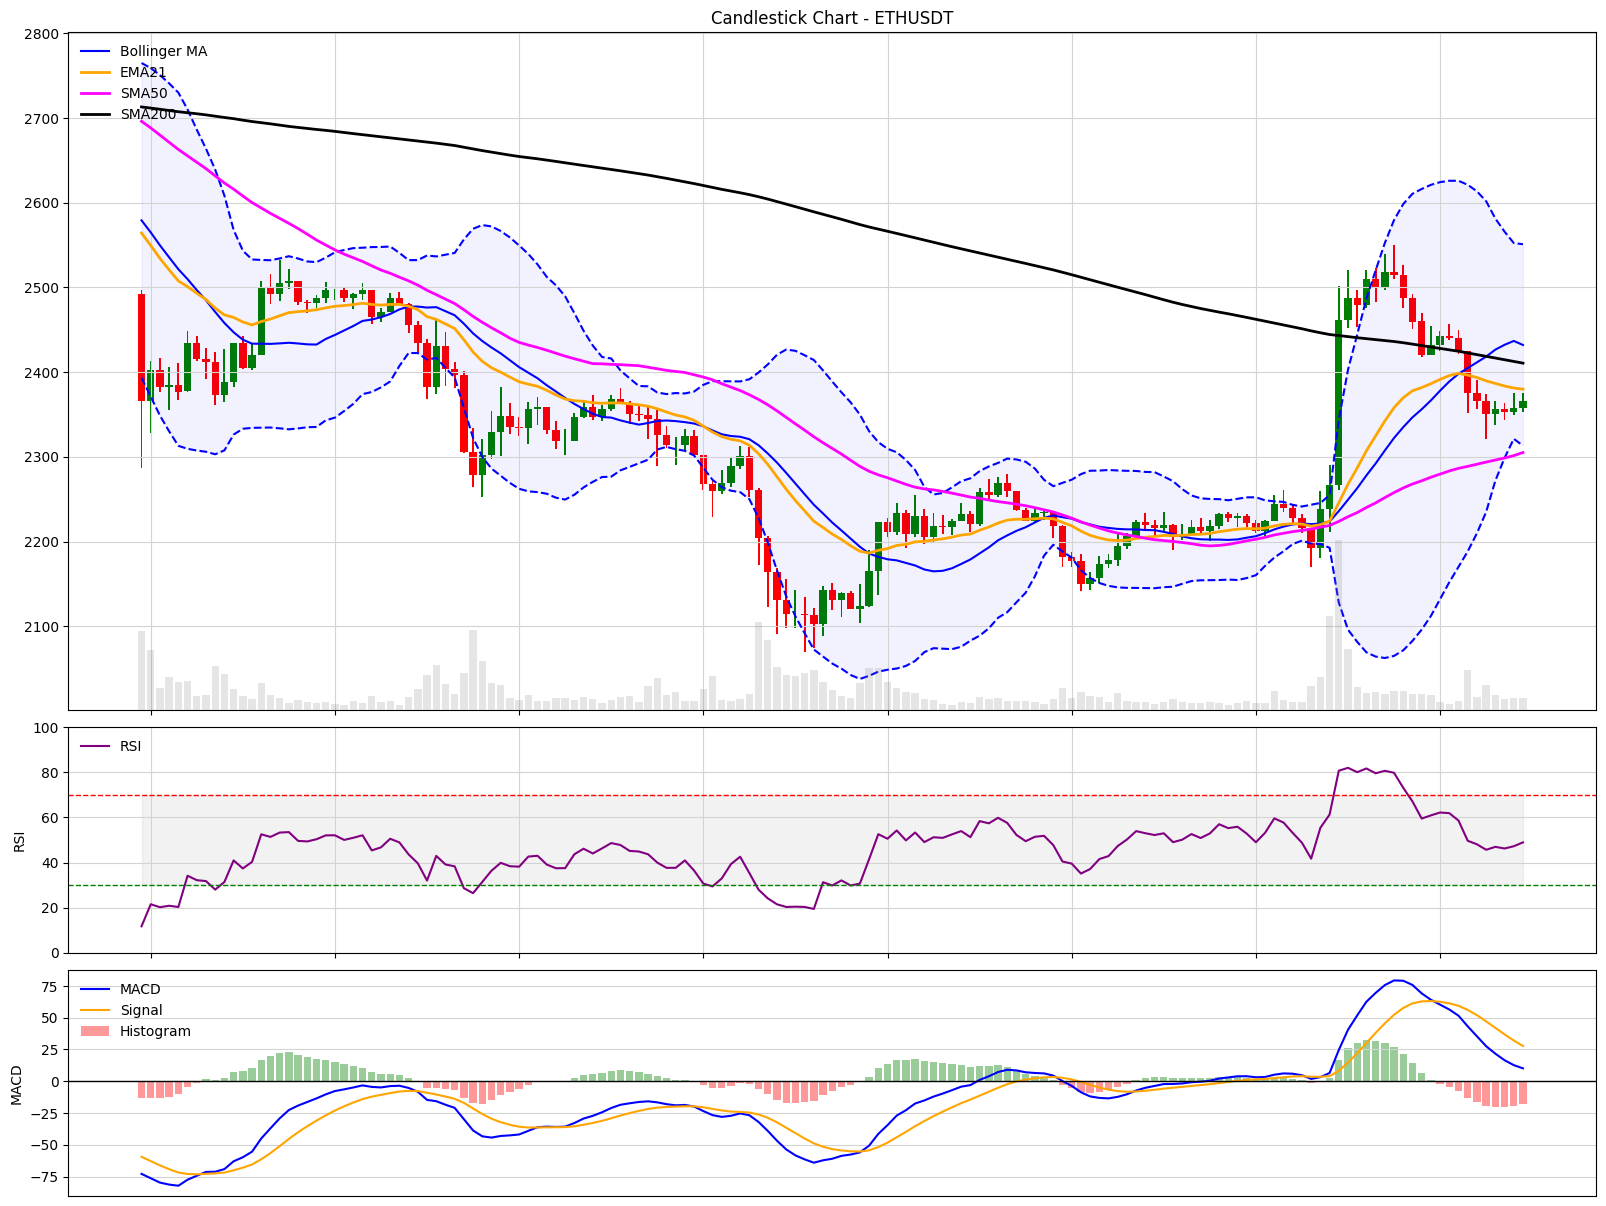 Candlestick Chart - ETHUSDT
2800
2700
2600
2500
2400
2300
2200
2100
Bollinger MA
EMA21
SMA50
SMA200
100
80
60
40
20
0
RSI
RSI
75
50
25
0
−25
−50
−75
MACD
MACD
Signal
Histogram